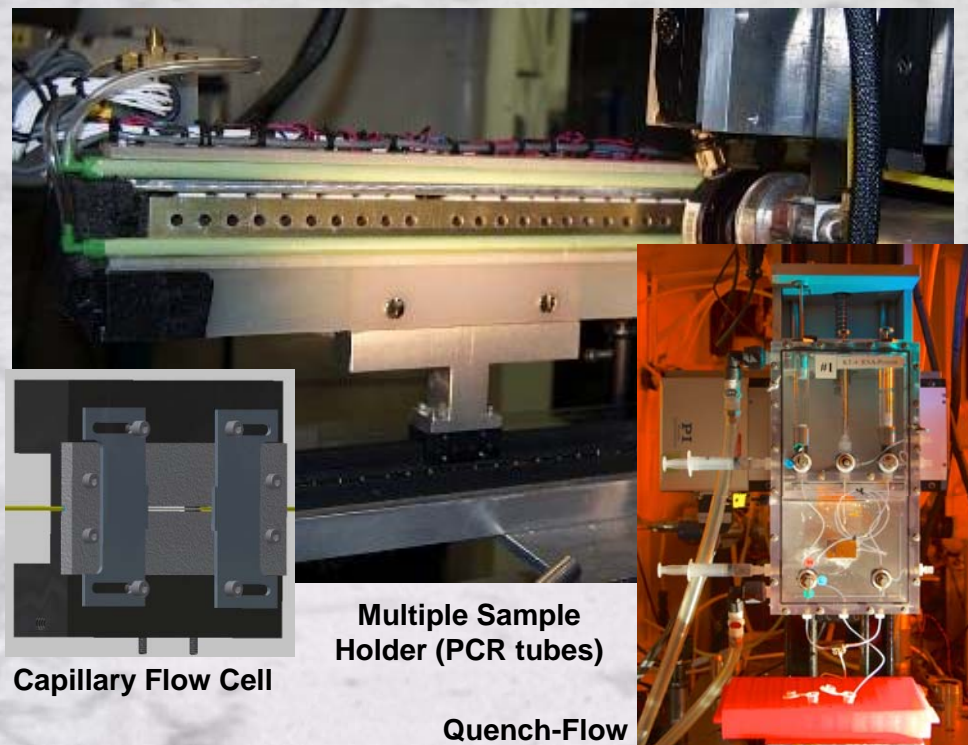 #1
PI
Multiple Sample
Holder (PCR tubes)
Capillary Flow Cell
Quench-Flow